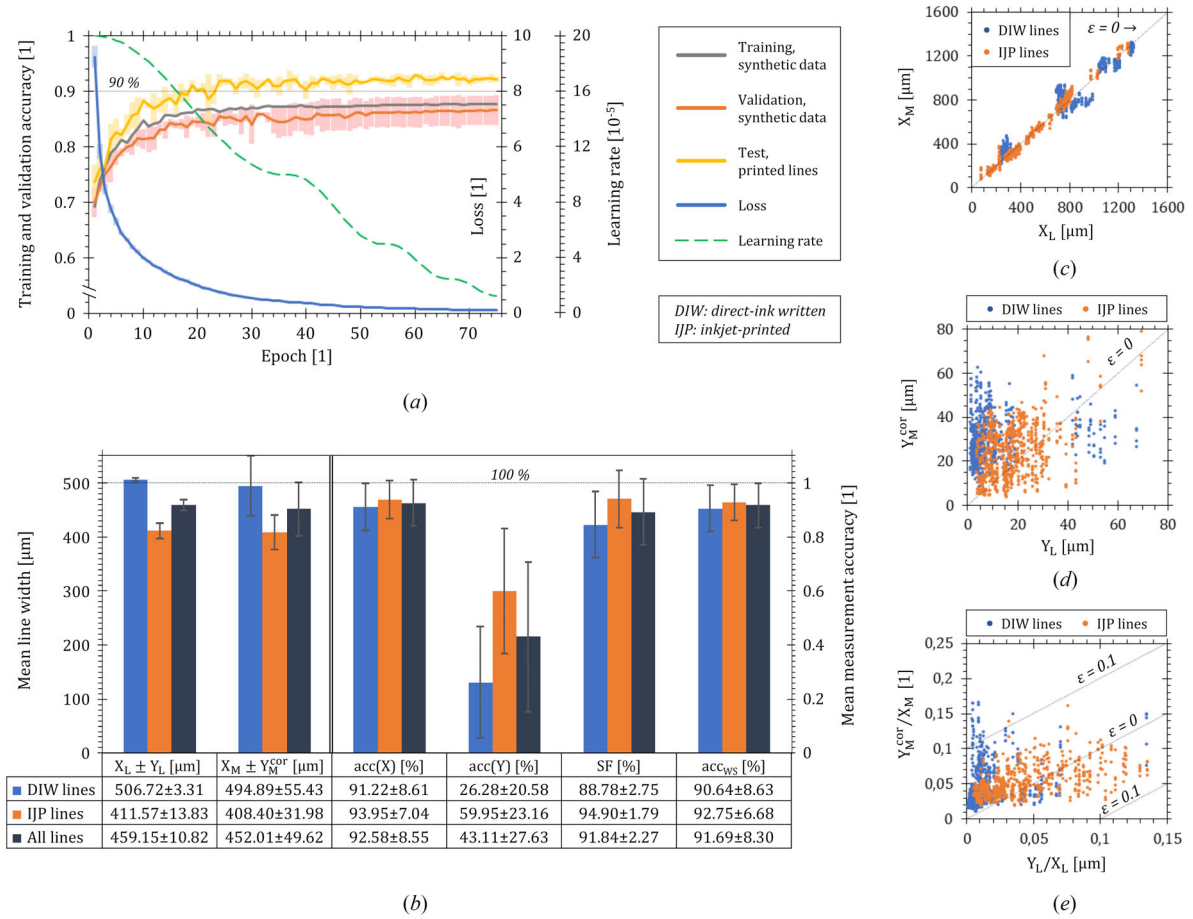 Training and validation accuracy [1]
1
0.9
0.8
0.7
0.6
0
90 %
0 10 20 30 40 50 60 70
Epoch [1]
Loss [1]
10
8
6
4
2
0
Learning rate [10-5]
20
16
12
8
4
0
Training,
synthetic data
Validation,
synthetic data
Test,
printed lines
Loss
Learning rate
DIW: direct-ink written
IJP: inkjet-printed
(a)
Mean line width [µm]
500
400
300
200
100
0
100 %
Mean measurement accuracy [1]
1
0.8
0.6
0.4
0.2
0
X_L ± Y_L [µm] X_M ± Y_M^cor [µm] acc(X) [%] acc(Y) [%] SF [%] acc_WS [%]
DIW lines 506.72±3.31 494.89±55.43 91.22±8.61 26.28±20.58 88.78±2.75 90.64±8.63
IJP lines 411.57±13.83 408.40±31.98 93.95±7.04 59.95±23.16 94.90±1.79 92.75±6.68
All lines 459.15±10.82 452.01±49.62 92.58±8.55 43.11±27.63 91.84±2.27 91.69±8.30
(b)
DIW lines
IJP lines
ε = 0 →
X_M [µm]
1600
1200
800
400
0
0 400 800 1200 1600
X_L [µm]
(c)
DIW lines IJP lines
ε = 0
Y_M^cor [µm]
80
60
40
20
0
0 20 40 60 80
Y_L [µm]
(d)
DIW lines IJP lines
ε = 0.1
ε = 0
ε = 0.1
Y_M^cor/X_M [1]
0,25
0,2
0,15
0,1
0,05
0
0 0,05 0,1 0,15
Y_L/X_L [µm]
(e)